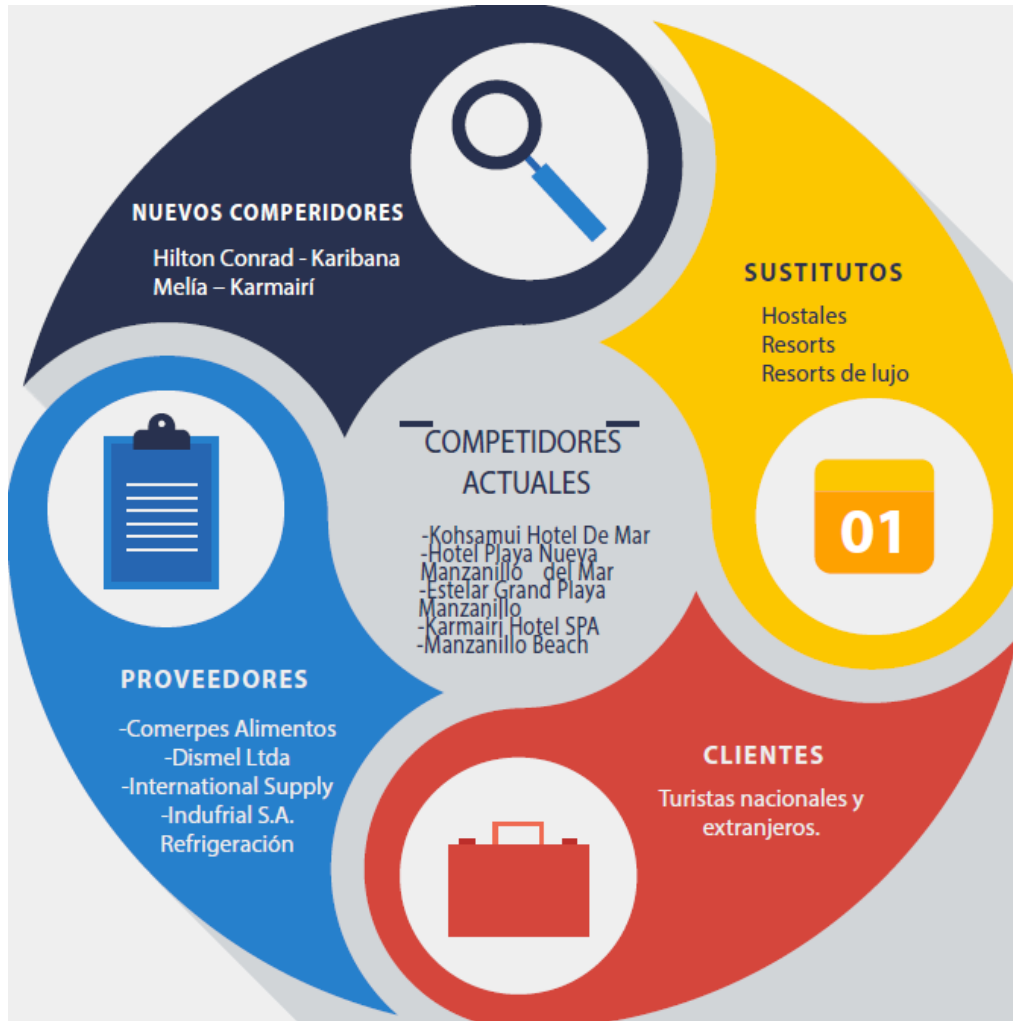 NUEVOS COMPERIDORES
Hilton Conrad - Karibana
Melía – Karmairí
SUSTITUTOS
Hostales
Resorts
Resorts de lujo
01
COMPETIDORES
ACTUALES
-Kohsamui Hotel De Mar
-Hotel Playa Nueva
Manzanillo del Mar
-Estelar Grand Playa
Manzanillo
-Karmairi Hotel SPA
-Manzanillo Beach
PROVEEDORES
-Comerpes Alimentos
-Dismel Ltda
-International Supply
-Indufrial S.A.
Refrigeración
CLIENTES
Turistas nacionales y
extranjeros.